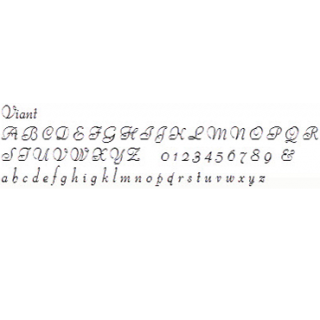 Viant
A B C D E F G H I J K L M N O P Q R
S T U V W X Y Z 0 1 2 3 4 5 6 7 8 9 &
a b c d e f g h i j k l m n o p q r s t u v w x y z